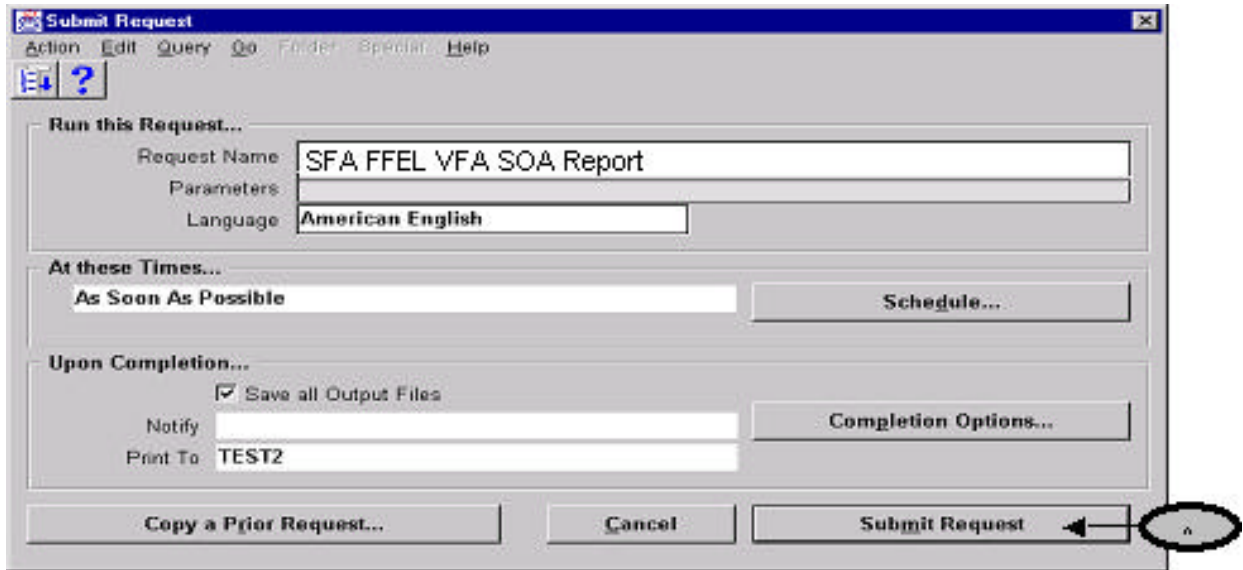 Submit Request
Action Edit Query Go Folder Special Help
Run this Request...
Request Name SFA FFEL VFA SOA Report
Parameters
Language American English
At these Times...
As Soon As Possible
Schedule...
Upon Completion...
Save all Output Files
Notify
Completion Options...
Print To TEST2
Copy a Prior Request...
Cancel
Submit Request